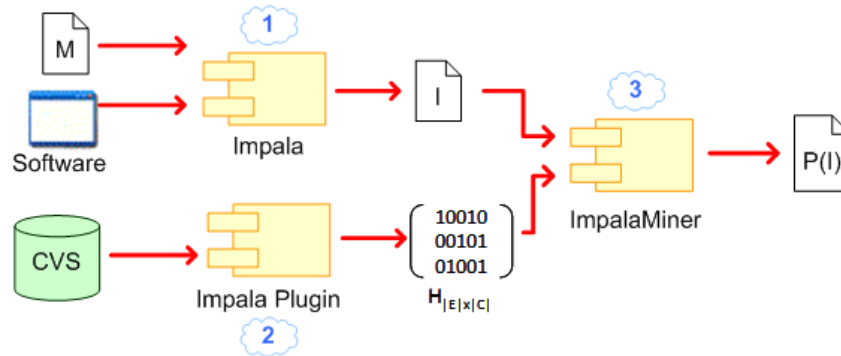 1
M
Software
Impala
I
3
ImpalaMiner
P(I)
CVS
Impala Plugin
2
10010
00101
01001
H|E|x|C|